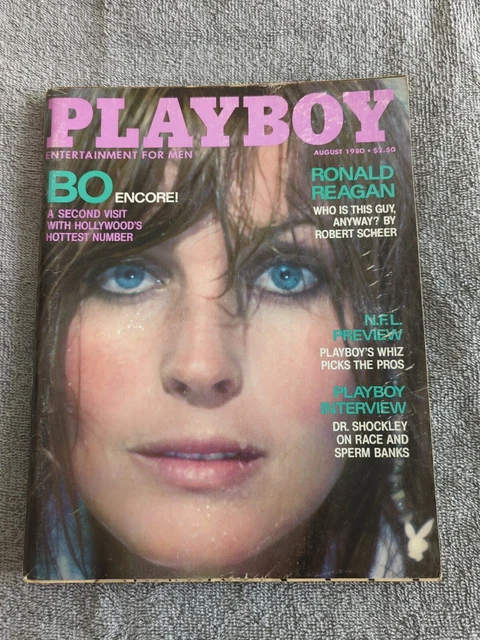 PLAYBOY
ENTERTAINMENT FOR MEN
AUGUST 1980 • $2.50
BO ENCORE!
A SECOND VISIT
WITH HOLLYWOOD'S
HOTTEST NUMBER
RONALD
REAGAN
WHO IS THIS GUY,
ANYWAY? BY
ROBERT SCHEER
N.F.L.
PREVIEW
PLAYBOY'S WHIZ
PICKS THE PROS
PLAYBOY
INTERVIEW
DR. SHOCKLEY
ON RACE AND
SPERM BANKS